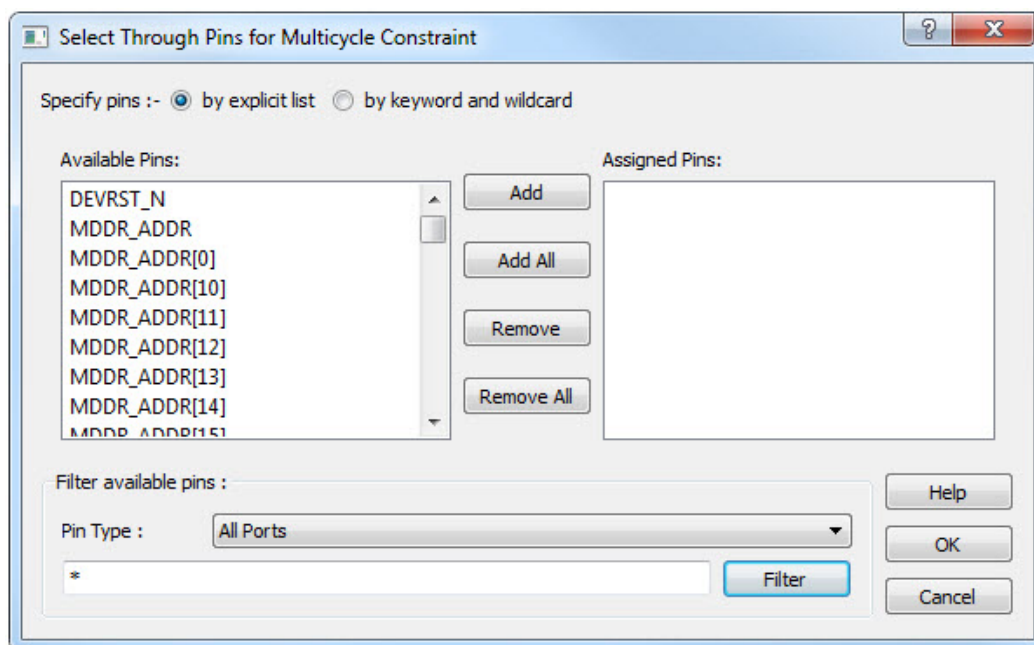 Select Through Pins for Multicycle Constraint
Specify pins :- by explicit list by keyword and wildcard
Available Pins:
DEVRST_N
MDDR_ADDR
MDDR_ADDR[0]
MDDR_ADDR[10]
MDDR_ADDR[11]
MDDR_ADDR[12]
MDDR_ADDR[13]
MDDR_ADDR[14]
MDDR_ADDR[15]
Add
Add All
Remove
Remove All
Assigned Pins:
Filter available pins :
Pin Type : All Ports
* Filter
Help
OK
Cancel